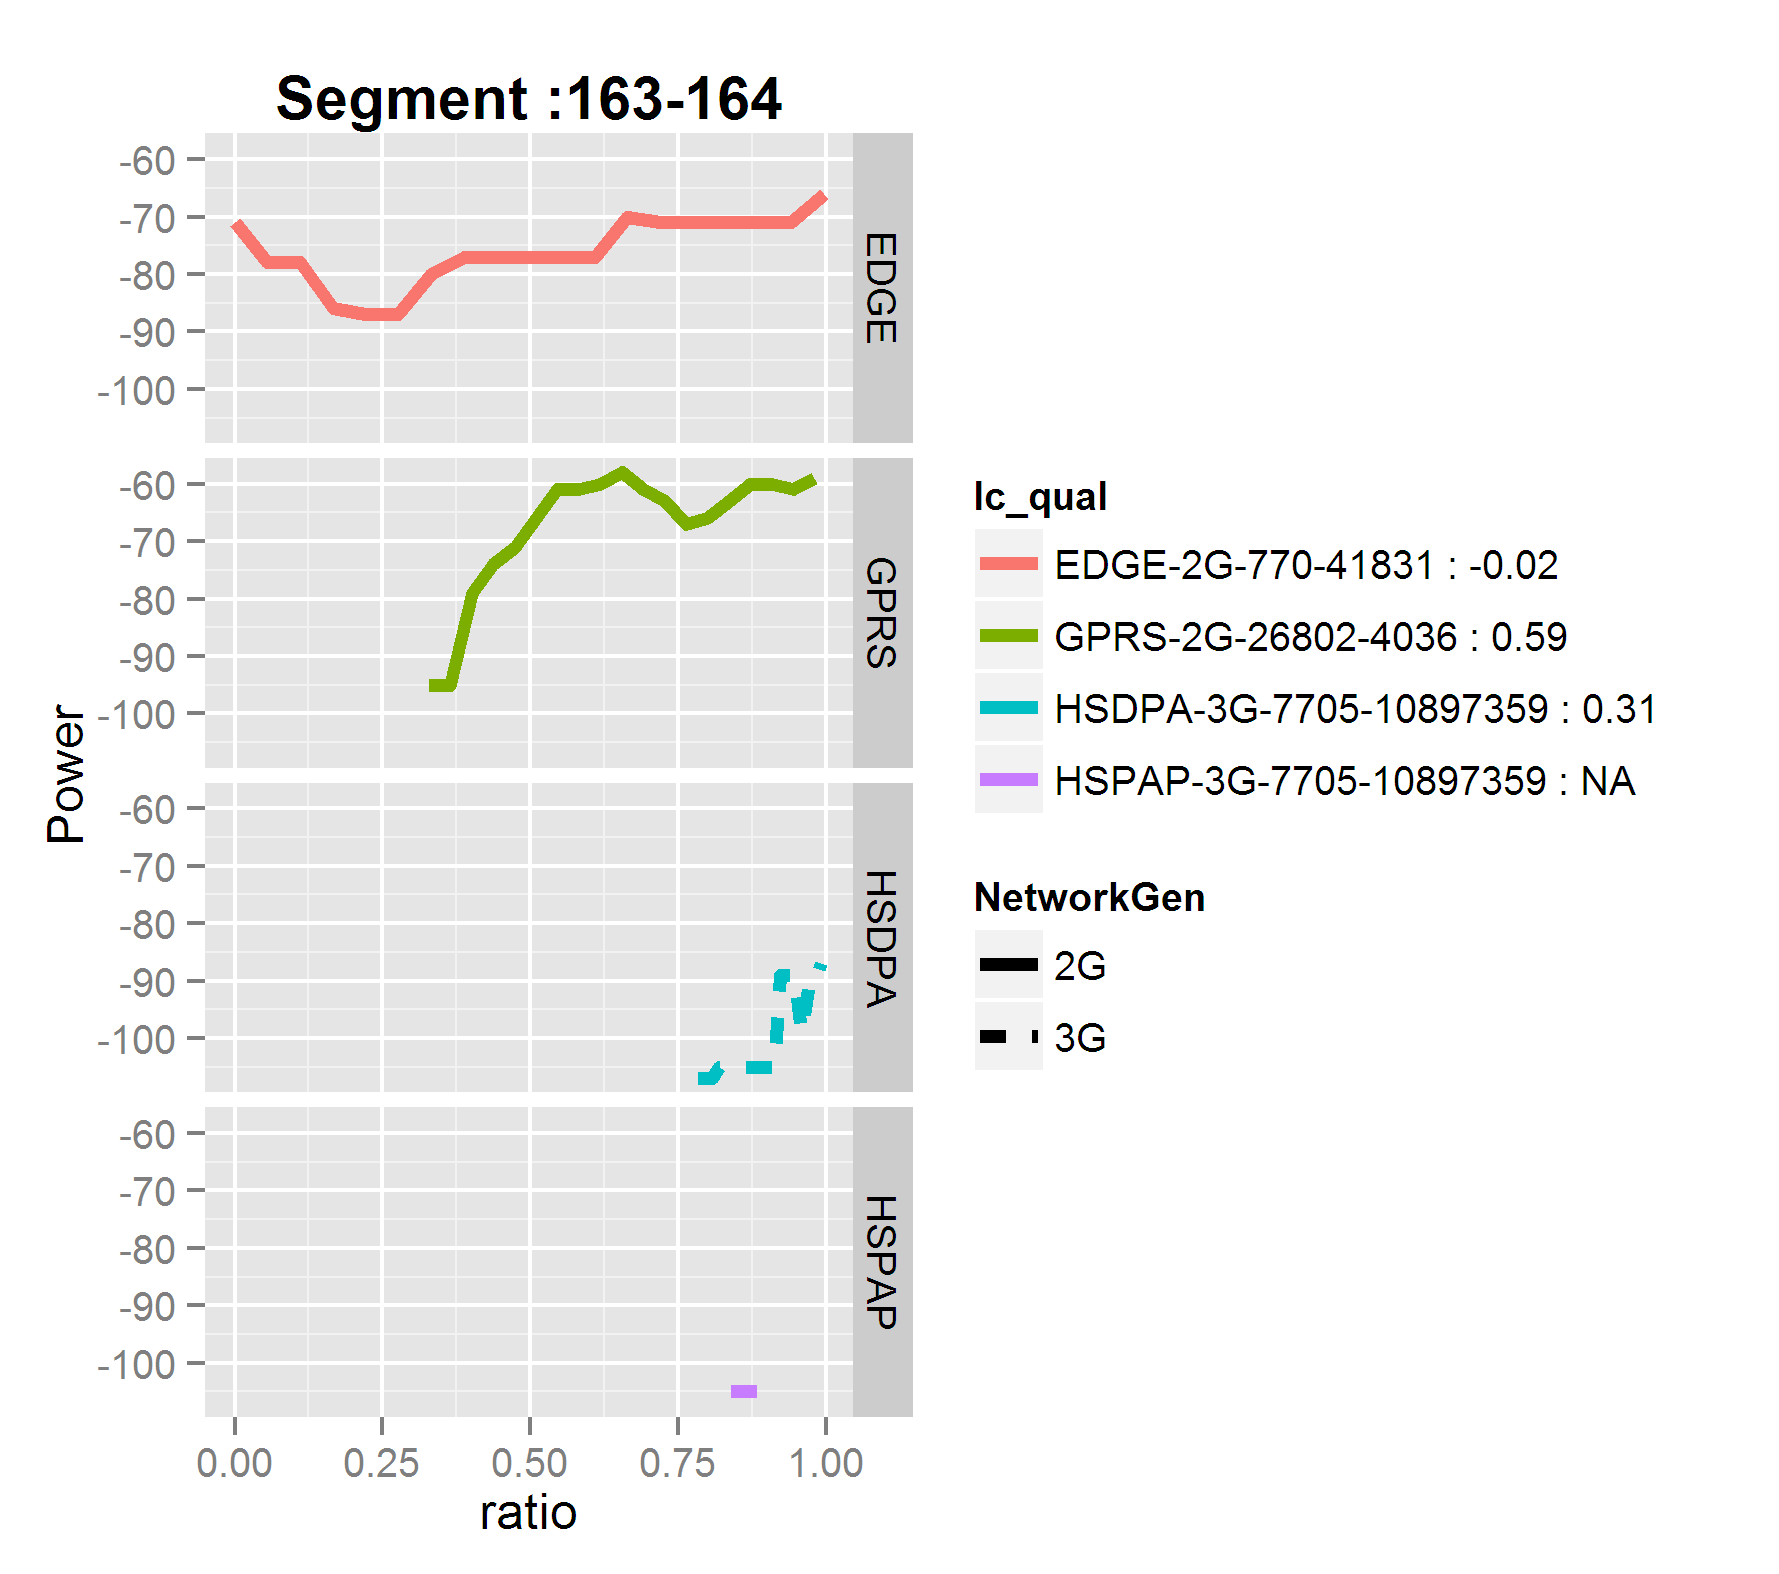 Segment :163-164
-60
-70
-80
-90
-100
EDGE
-60
-70
-80
-90
-100
GPRS
-60
-70
-80
-90
-100
HSDPA
-60
-70
-80
-90
-100
HSPAP
Power
0.00 0.25 0.50 0.75 1.00
ratio
lc_qual
EDGE-2G-770-41831 : -0.02
GPRS-2G-26802-4036 : 0.59
HSDPA-3G-7705-10897359 : 0.31
HSPAP-3G-7705-10897359 : NA
NetworkGen
2G
3G